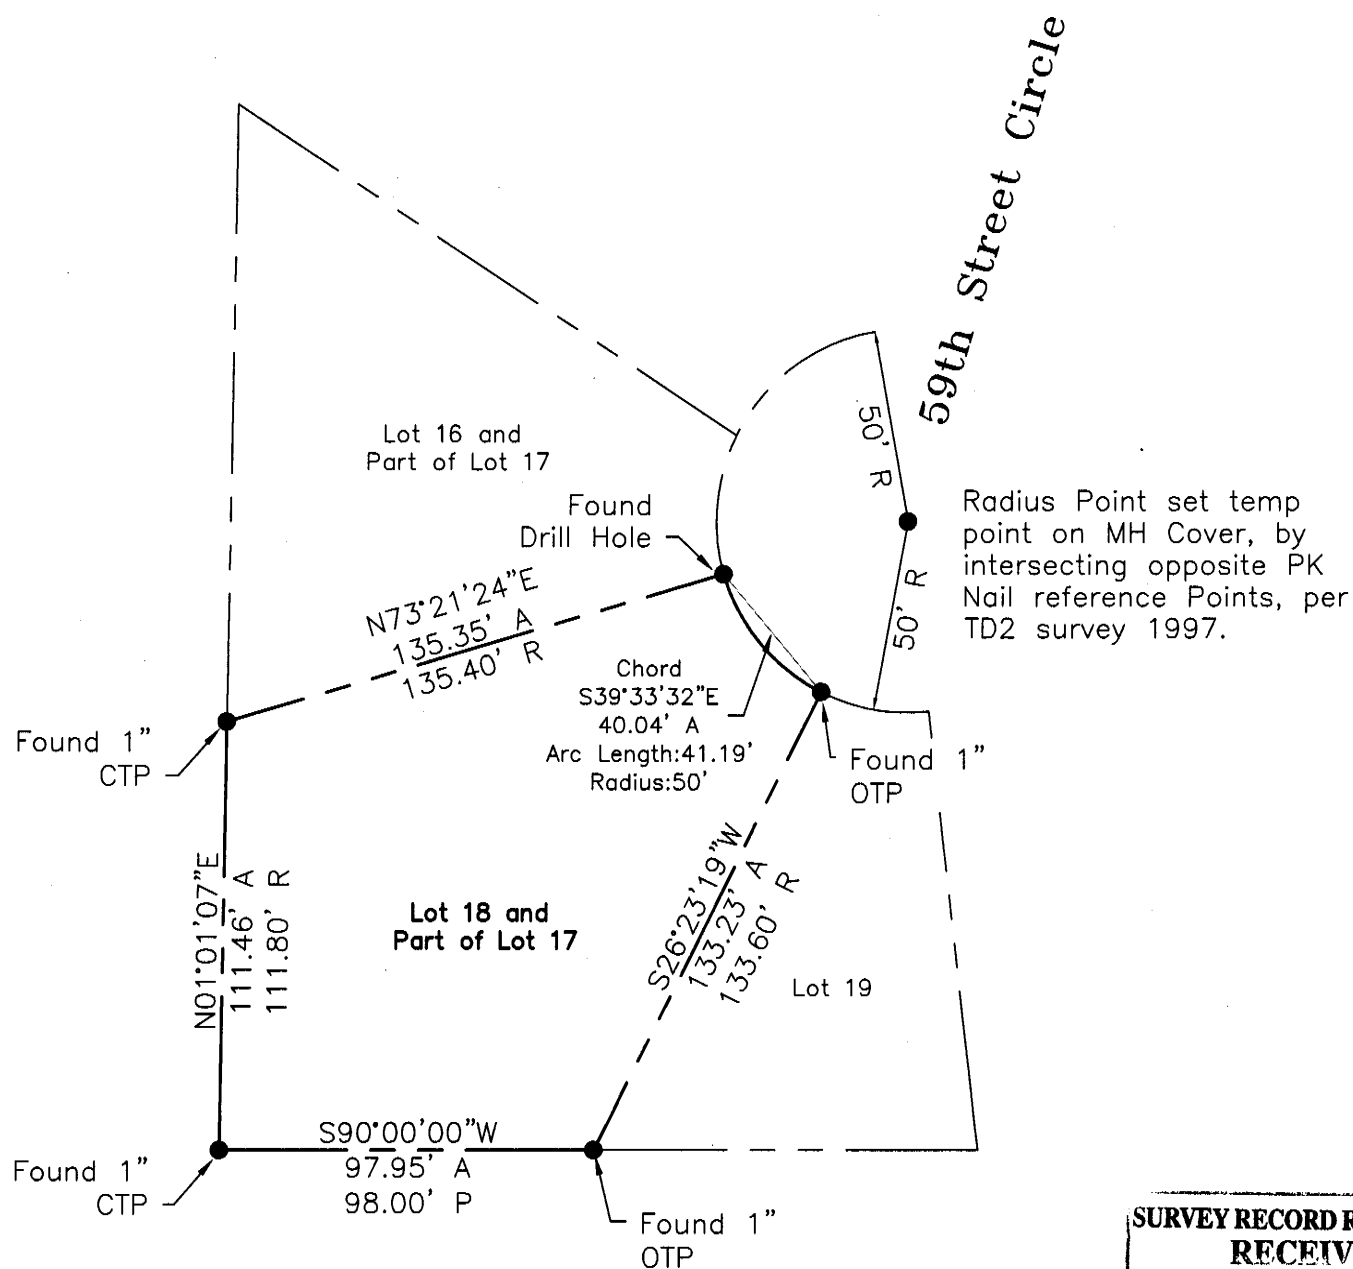 59th Street Circle
Lot 16 and
Part of Lot 17
50' R
Found
Drill Hole
Radius Point set temp
point on MH Cover, by
intersecting opposite PK
Nail reference Points, per
TD2 survey 1997.
50' R
N73°21'24"E
135.35' A
135.40' R
Chord
S39°33'32"E
40.04' A
Arc Length:41.19'
Radius:50'
Found 1"
CTP
Found 1"
OTP
N01°01'07"E
111.46' A
111.80' R
Lot 18 and
Part of Lot 17
S26°23'19"W
133.23' A
133.60' R
Lot 19
S90°00'00"W
97.95' A
98.00' P
Found 1"
CTP
Found 1"
OTP
SURVEY RECORD